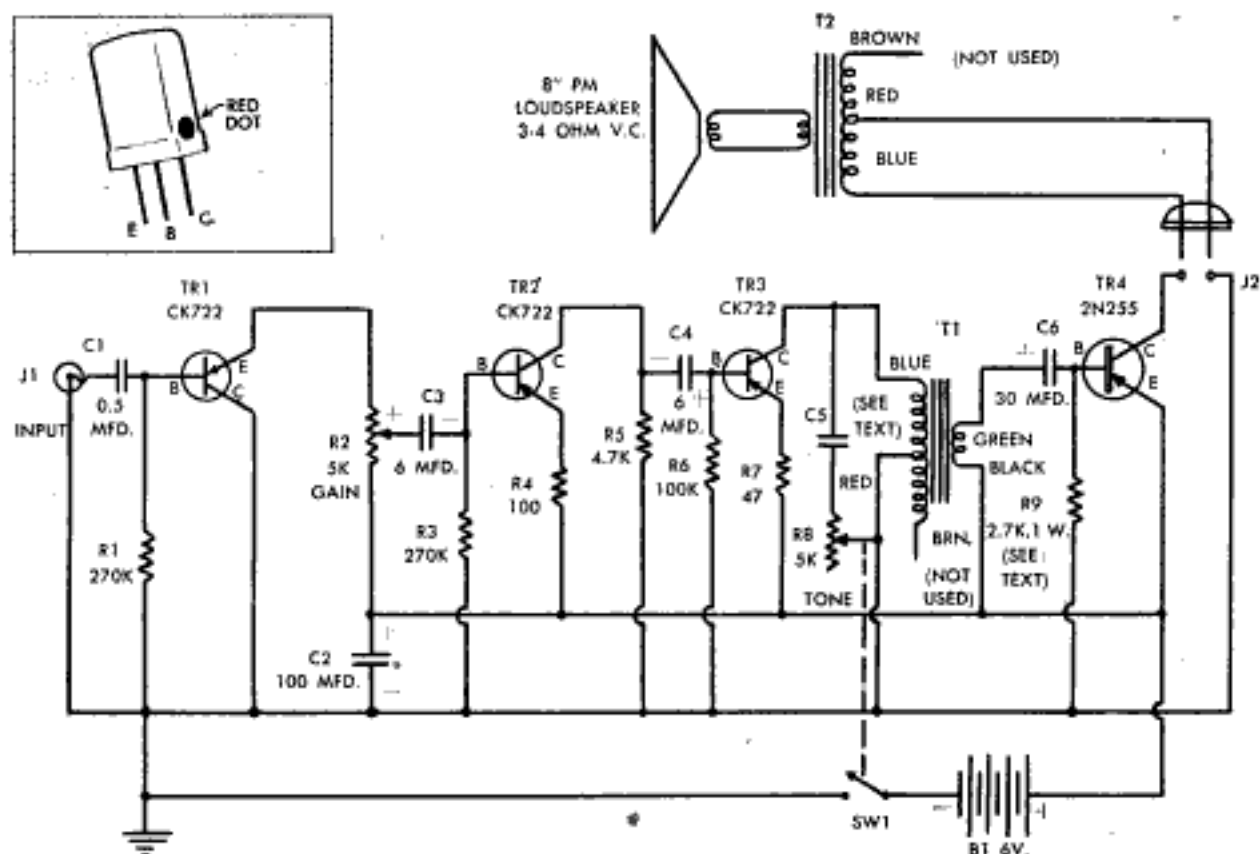 RED
DOT
E B C
8" PM
LOUDSPEAKER
3-4 OHM V.C.
T2
BROWN
(NOT USED)
RED
BLUE
J2
TR1
CK722
TR2
CK722
TR3
CK722
TR4
2N255
J1
INPUT
C1
0.5
MFD.
B
E
C
R1
270K
R2
5K
GAIN
+
C3
−
6 MFD.
B
C
E
R3
270K
R4
100
R5
4.7K
−
C4
+
6
MFD.
R6
100K
B
C
E
R7
47
C5
(SEE
TEXT)
R8
5K
TONE
T1
BLUE
RED
BRN.
(NOT
USED)
GREEN
BLACK
+
C6
30 MFD.
B
C
E
R9
2.7K,1 W.
(SEE
TEXT)
C2
100 MFD.
+
−
SW1
−
+
B1 6V.